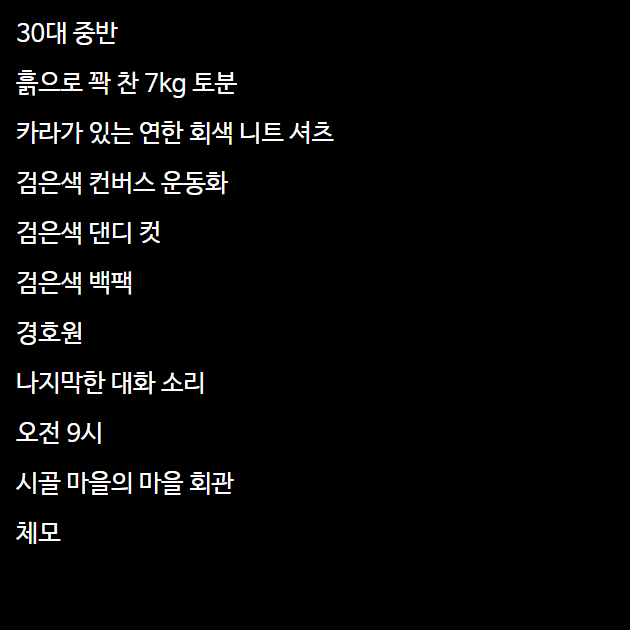 30대 중반
흙으로 꽉 찬 7kg 토분
카라가 있는 연한 회색 니트 셔츠
검은색 컨버스 운동화
검은색 댄디 컷
검은색 백팩
경호원
나지막한 대화 소리
오전 9시
시골 마을의 마을 회관
체모